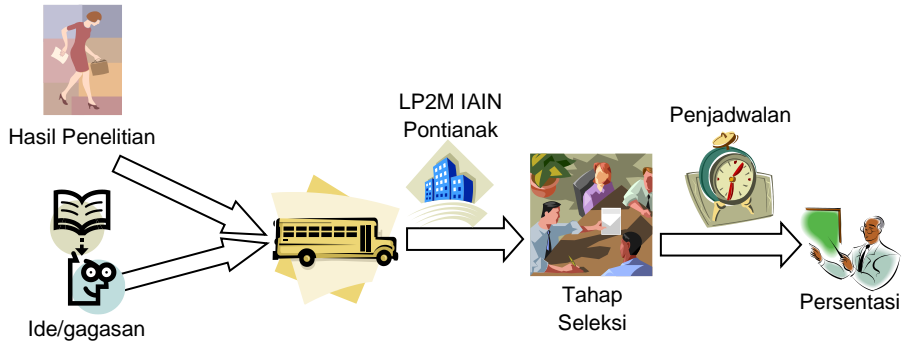 Hasil Penelitian
Ide/gagasan
LP2M IAIN
Pontianak
Tahap
Seleksi
Penjadwalan
Persentasi